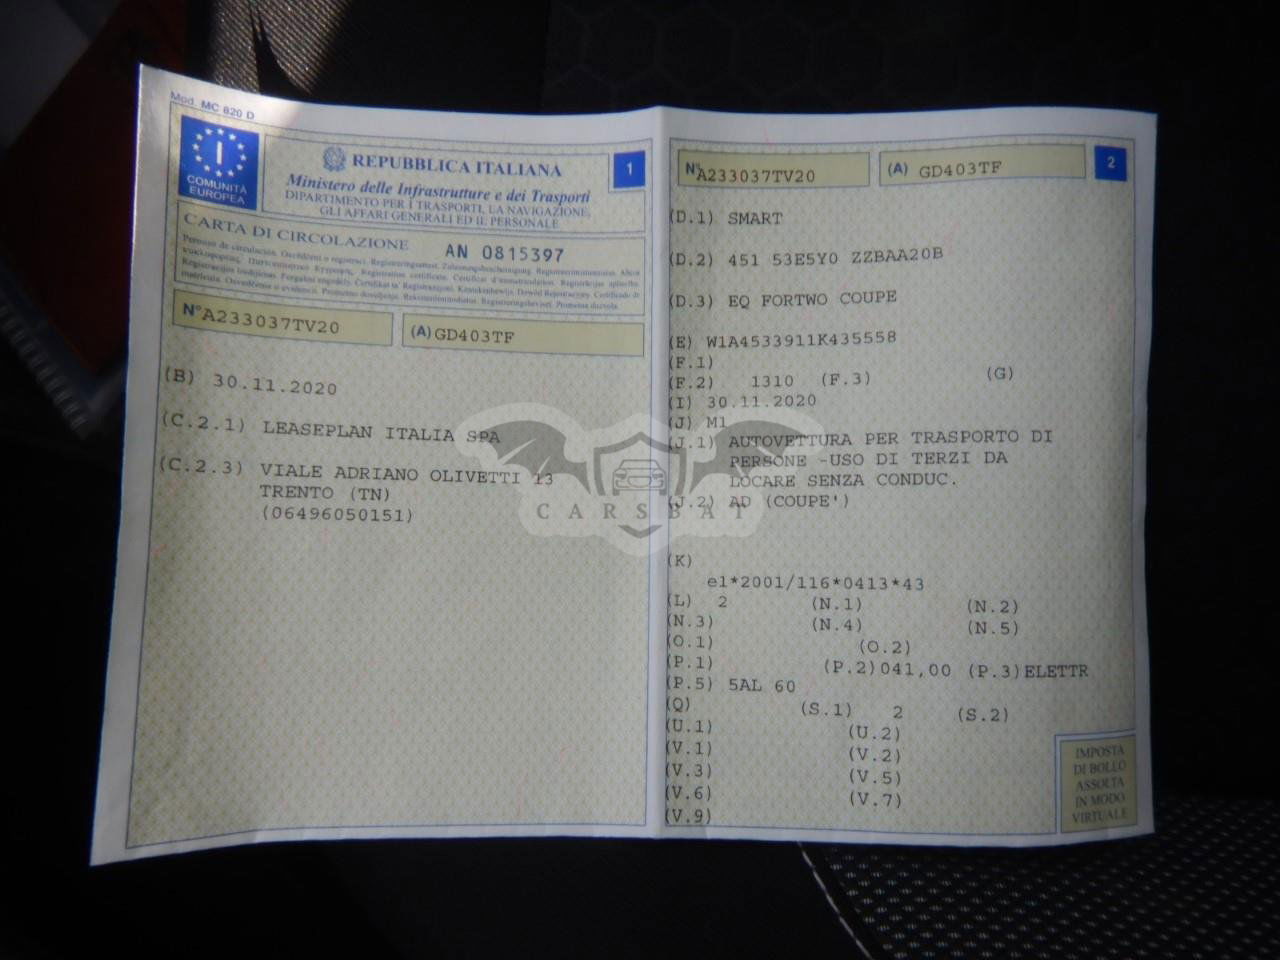 Mod. MC 820 D
I
COMUNITÀ
EUROPEA
REPUBBLICA ITALIANA
Ministero delle Infrastrutture e dei Trasporti
DIPARTIMENTO PER I TRASPORTI, LA NAVIGAZIONE,
GLI AFFARI GENERALI ED IL PERSONALE
1
CARTA DI CIRCOLAZIONE AN 0815397
N°A233037TV20
(A) GD403TF
(B) 30.11.2020
(C.2.1) LEASEPLAN ITALIA SPA
(C.2.3) VIALE ADRIANO OLIVETTI 13
TRENTO (TN)
(06496050151)
N°A233037TV20
(A) GD403TF
2
(D.1) SMART
(D.2) 451 53E5Y0 ZZBAA20B
(D.3) EQ FORTWO COUPE
(E) W1A4533911K435558
(F.1)
(F.2) 1310 (F.3) (G)
(I) 30.11.2020
(J) M1
(J.1) AUTOVETTURA PER TRASPORTO DI
PERSONE -USO DI TERZI DA
LOCARE SENZA CONDUC.
(J.2) AD (COUPE')
(K)
e1*2001/116*0413*43
(L) 2 (N.1) (N.2)
(N.3) (N.4) (N.5)
(O.1) (O.2)
(P.1) (P.2)041,00 (P.3)ELETTR
(P.5) 5AL 60
(Q) (S.1) 2 (S.2)
(U.1) (U.2)
(V.1) (V.2)
(V.3) (V.5)
(V.6) (V.7)
(V.9)
IMPOSTA
DI BOLLO
ASSOLTA
IN MODO
VIRTUALE
CARSBAT